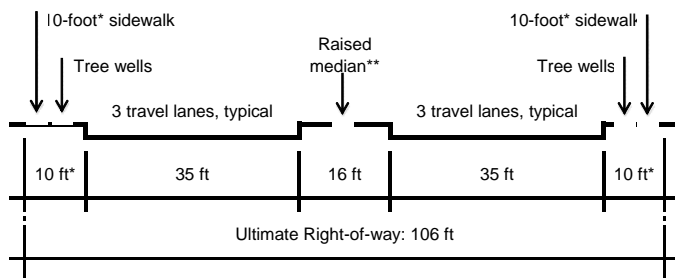 10-foot* sidewalk
10-foot* sidewalk
Raised
median**
Tree wells
Tree wells
3 travel lanes, typical
3 travel lanes, typical
10 ft*
35 ft
16 ft
35 ft
10 ft*
Ultimate Right-of-way: 106 ft